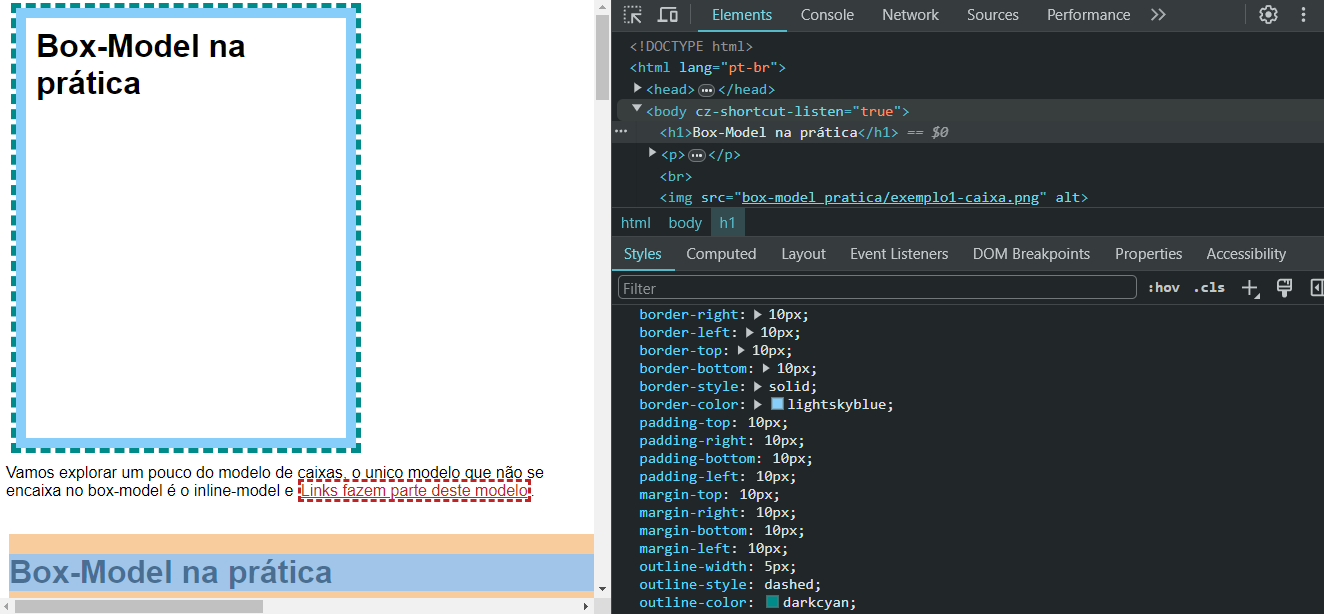 Box-Model na
prática
Vamos explorar um pouco do modelo de caixas, o unico modelo que não se
encaixa no box-model é o inline-model e Links fazem parte deste modelo.
Box-Model na prática
Elements Console Network Sources Performance
<!DOCTYPE html>
<html lang="pt-br">
<head> ••• </head>
<body cz-shortcut-listen="true">
••• <h1>Box-Model na prática</h1> == $0
<p> ••• </p>
<br>
<img src="box-model_pratica/exemplo1-caixa.png" alt>
html body h1
Styles Computed Layout Event Listeners DOM Breakpoints Properties Accessibility
Filter :hov .cls
border-right: 10px;
border-left: 10px;
border-top: 10px;
border-bottom: 10px;
border-style: solid;
border-color: lightskyblue;
padding-top: 10px;
padding-right: 10px;
padding-bottom: 10px;
padding-left: 10px;
margin-top: 10px;
margin-right: 10px;
margin-bottom: 10px;
margin-left: 10px;
outline-width: 5px;
outline-style: dashed;
outline-color: darkcyan;